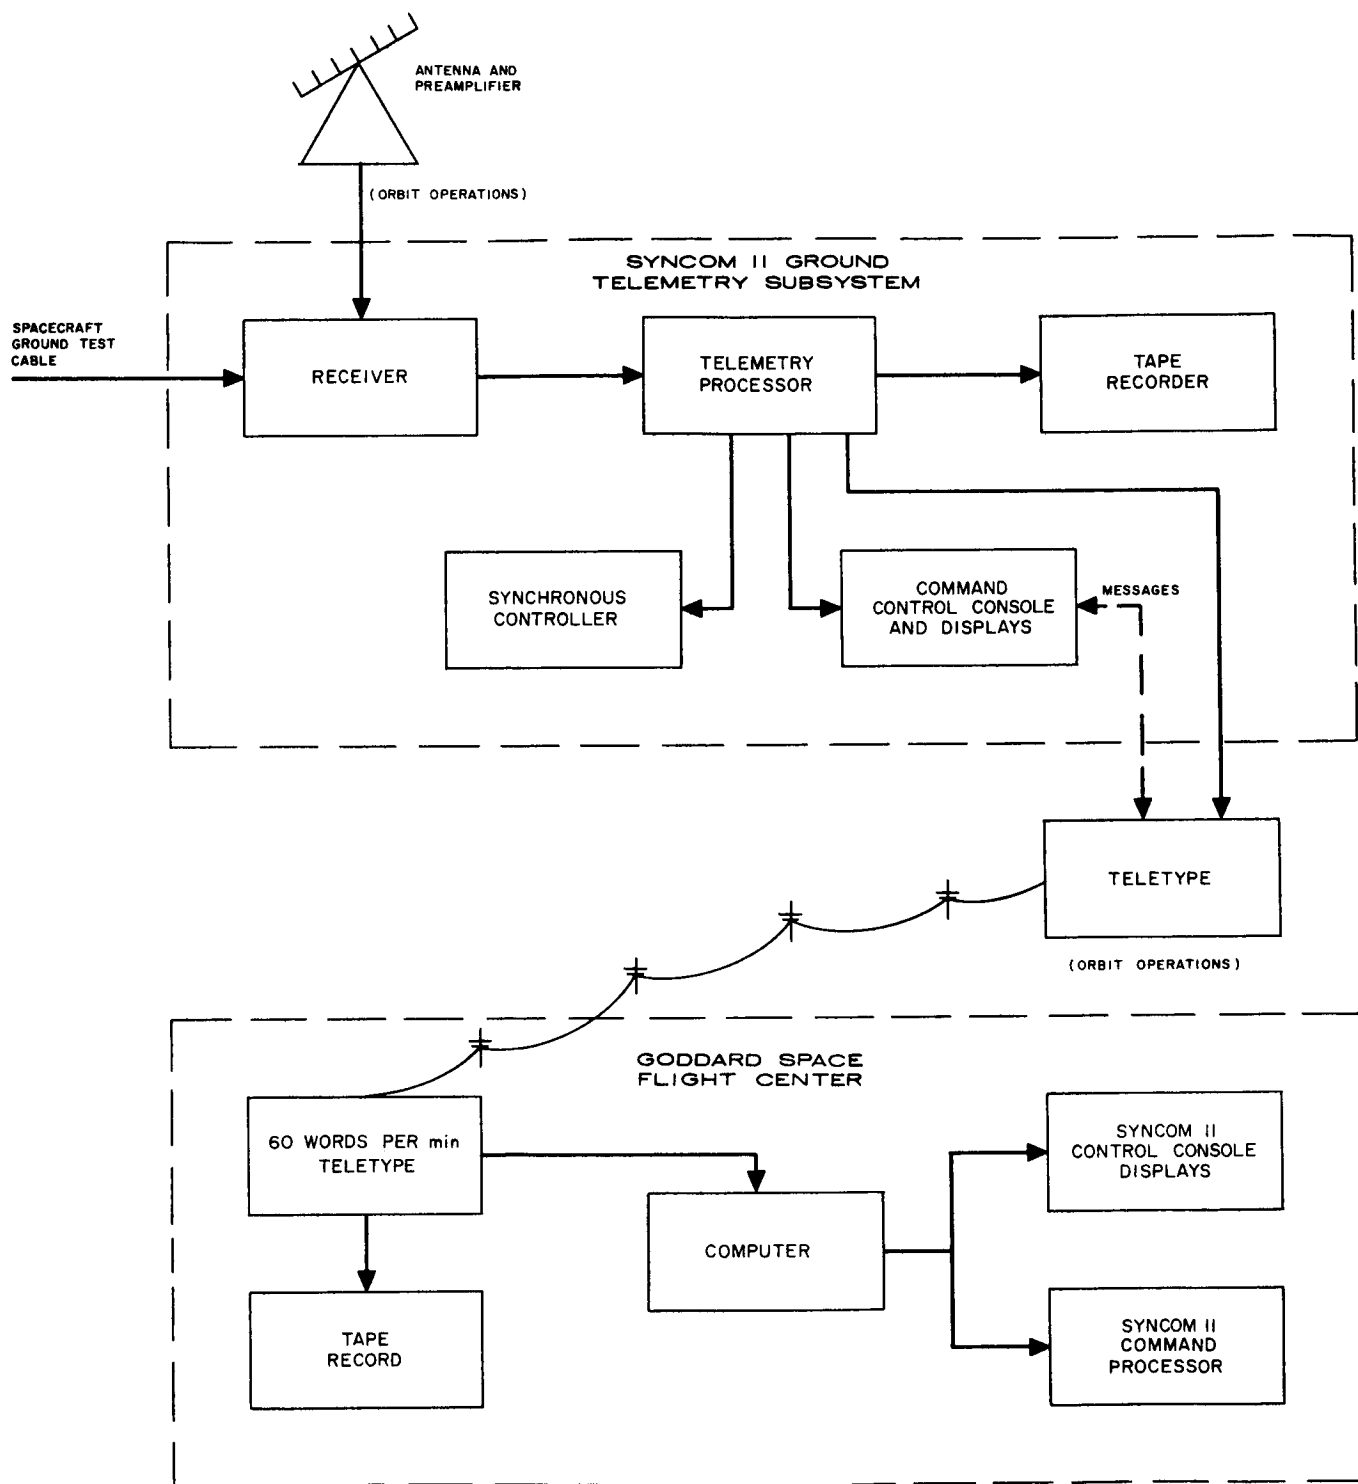 ANTENNA AND
PREAMPLIFIER
(ORBIT OPERATIONS)
SYNCOM II GROUND
TELEMETRY SUBSYSTEM
SPACECRAFT
GROUND TEST
CABLE
RECEIVER
TELEMETRY
PROCESSOR
TAPE
RECORDER
SYNCHRONOUS
CONTROLLER
COMMAND
CONTROL CONSOLE
AND DISPLAYS
MESSAGES
TELETYPE
(ORBIT OPERATIONS)
GODDARD SPACE
FLIGHT CENTER
60 WORDS PER min
TELETYPE
SYNCOM II
CONTROL CONSOLE
DISPLAYS
COMPUTER
TAPE
RECORD
SYNCOM II
COMMAND
PROCESSOR